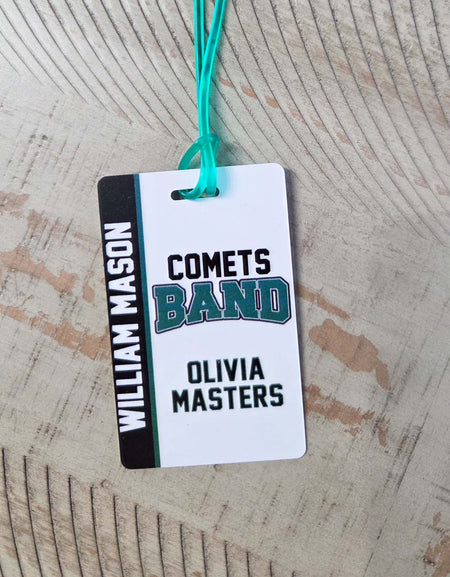 WILLIAM MASON
COMETS
BAND
OLIVIA
MASTERS